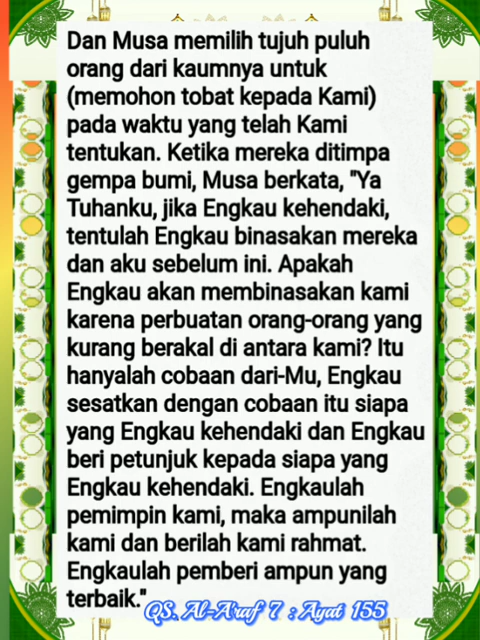 Dan Musa memilih tujuh puluh
orang dari kaumnya untuk
(memohon tobat kepada Kami)
pada waktu yang telah Kami
tentukan. Ketika mereka ditimpa
gempa bumi, Musa berkata, "Ya
Tuhanku, jika Engkau kehendaki,
tentulah Engkau binasakan mereka
dan aku sebelum ini. Apakah
Engkau akan membinasakan kami
karena perbuatan orang-orang yang
kurang berakal di antara kami? Itu
hanyalah cobaan dari-Mu, Engkau
sesatkan dengan cobaan itu siapa
yang Engkau kehendaki dan Engkau
beri petunjuk kepada siapa yang
Engkau kehendaki. Engkaulah
pemimpin kami, maka ampunilah
kami dan berilah kami rahmat.
Engkaulah pemberi ampun yang
terbaik."
QS. Al-A'raf 7 : Ayat 155